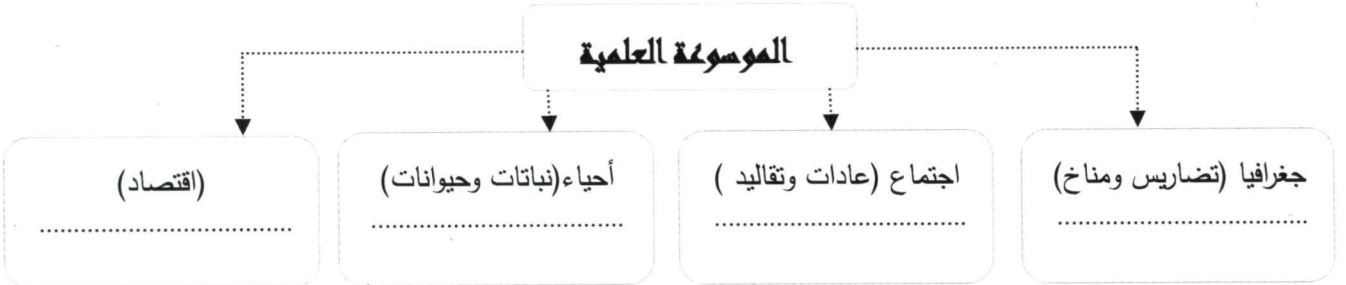 الموسوعة العلمية
جغرافيا (تضاريس ومناخ)
................................
اجتماع (عادات وتقاليد )
................................
أحياء(نباتات وحيوانات)
................................
(اقتصاد)
................................